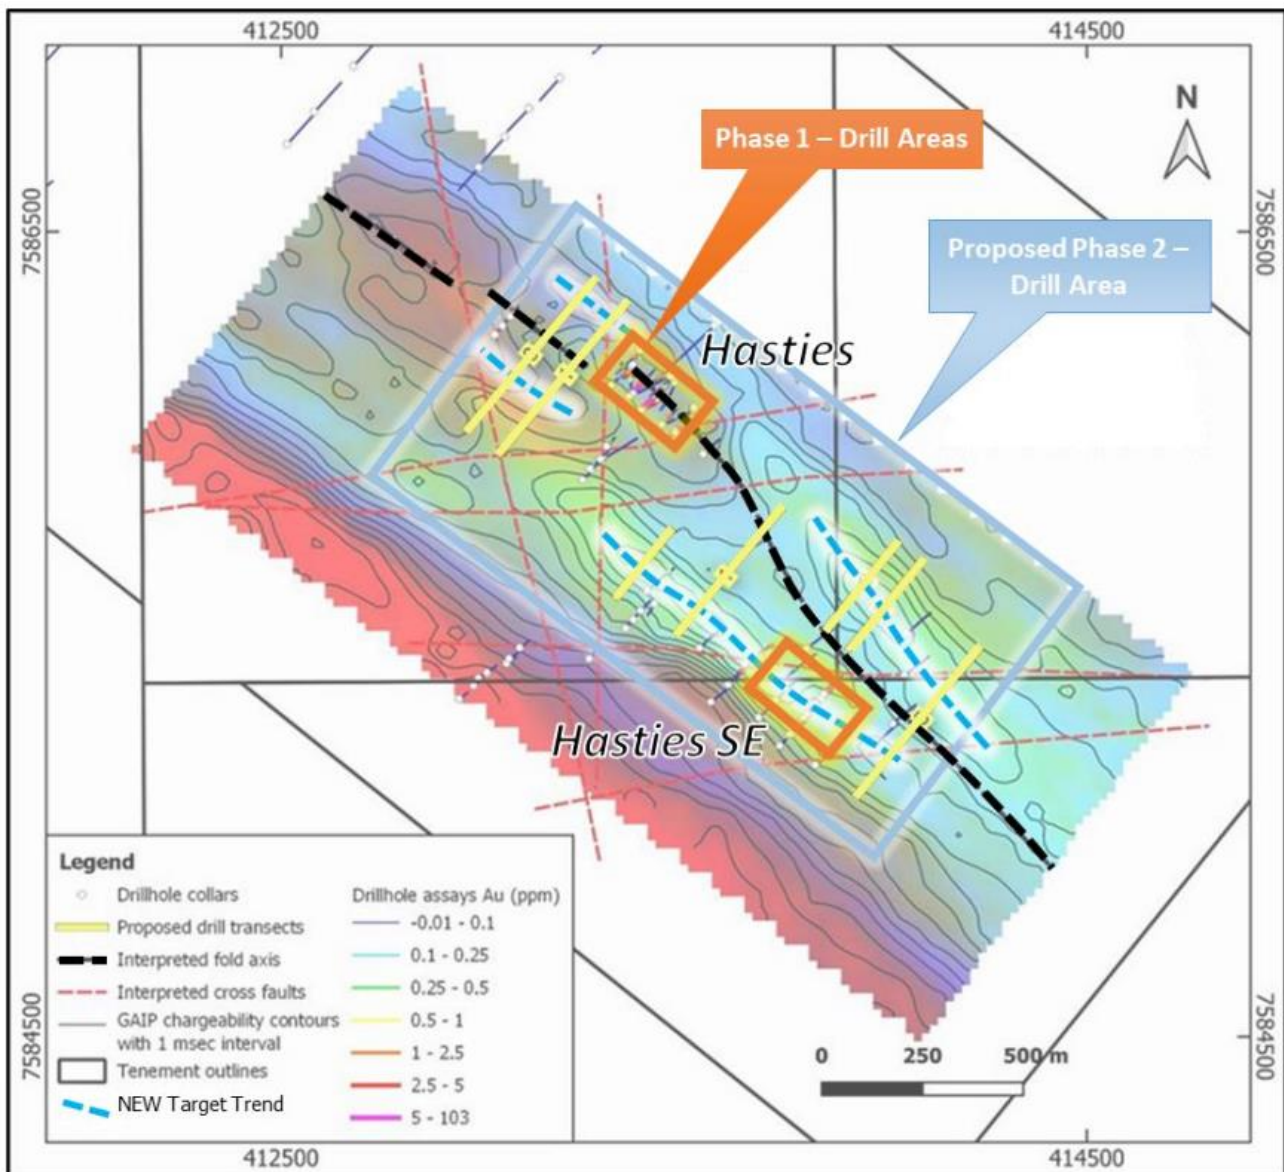 412500
414500
N
Phase 1 – Drill Areas
7586500
7586500
Proposed Phase 2 –
Drill Area
Hasties
Hasties SE
Legend
Drillhole collars
Proposed drill transects
Interpreted fold axis
Interpreted cross faults
GAIP chargeability contours
with 1 msec interval
Tenement outlines
NEW Target Trend
Drillhole assays Au (ppm)
-0.01 - 0.1
0.1 - 0.25
0.25 - 0.5
0.5 - 1
1 - 2.5
2.5 - 5
5 - 103
7584500
0 250 500 m
7584500
412500
414500